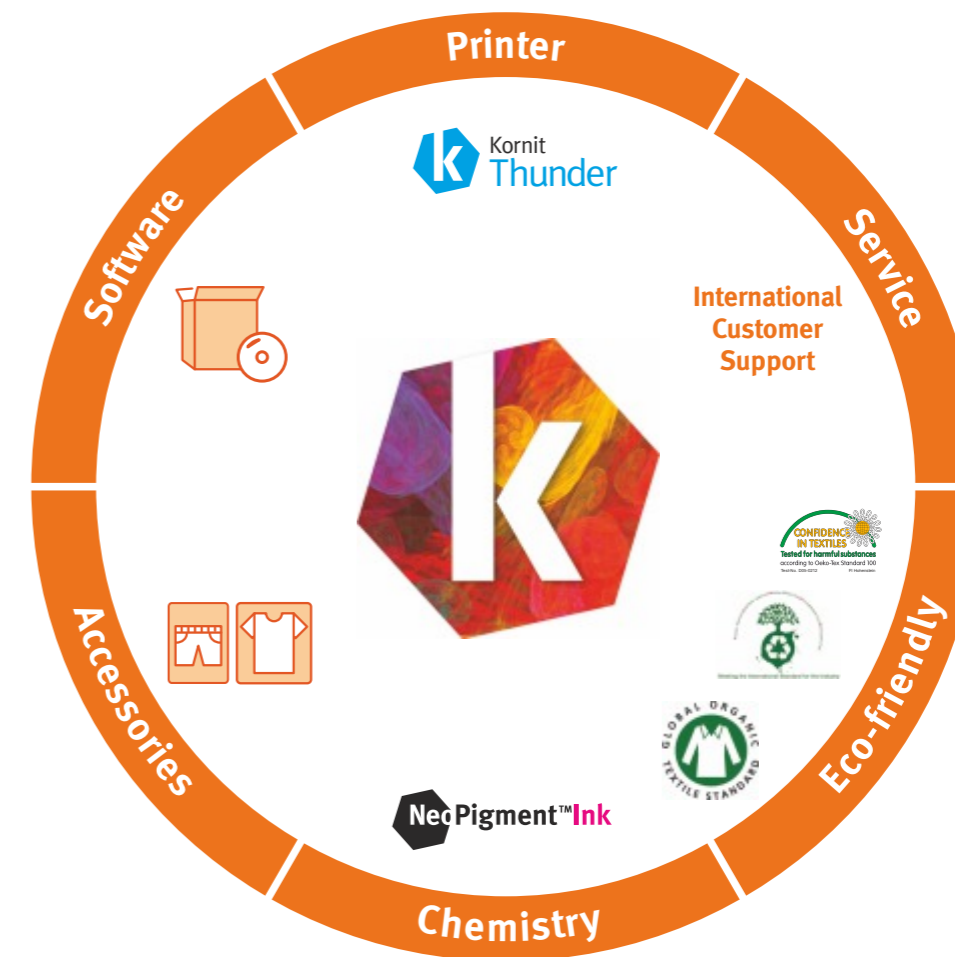 Printer
k Kornit
Thunder
Software
Service
International
Customer
Support
k
CONFIDENCE
IN TEXTILES
Tested for harmful substances
according to Oeko-Tex Standard 100
Accessories
Eco-friendly
GLOBAL ORGANIC
TEXTILE STANDARD
NeoPigment™Ink
Chemistry